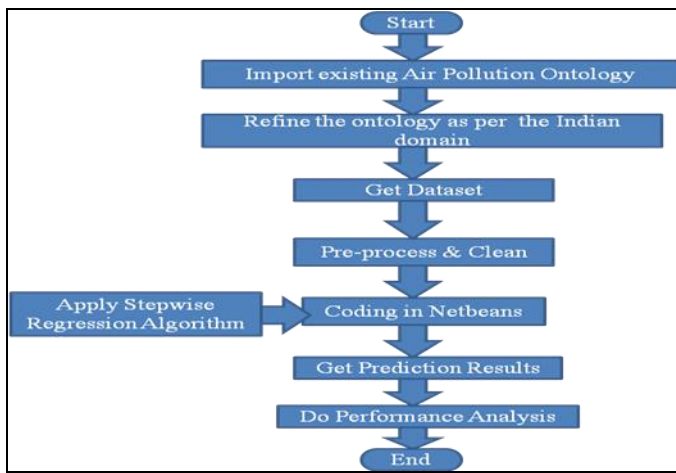 Start
Import existing Air Pollution Ontology
Refine the ontology as per the Indian
domain
Get Dataset
Pre-process & Clean
Apply Stepwise
Regression Algorithm
Coding in Netbeans
Get Prediction Results
Do Performance Analysis
End